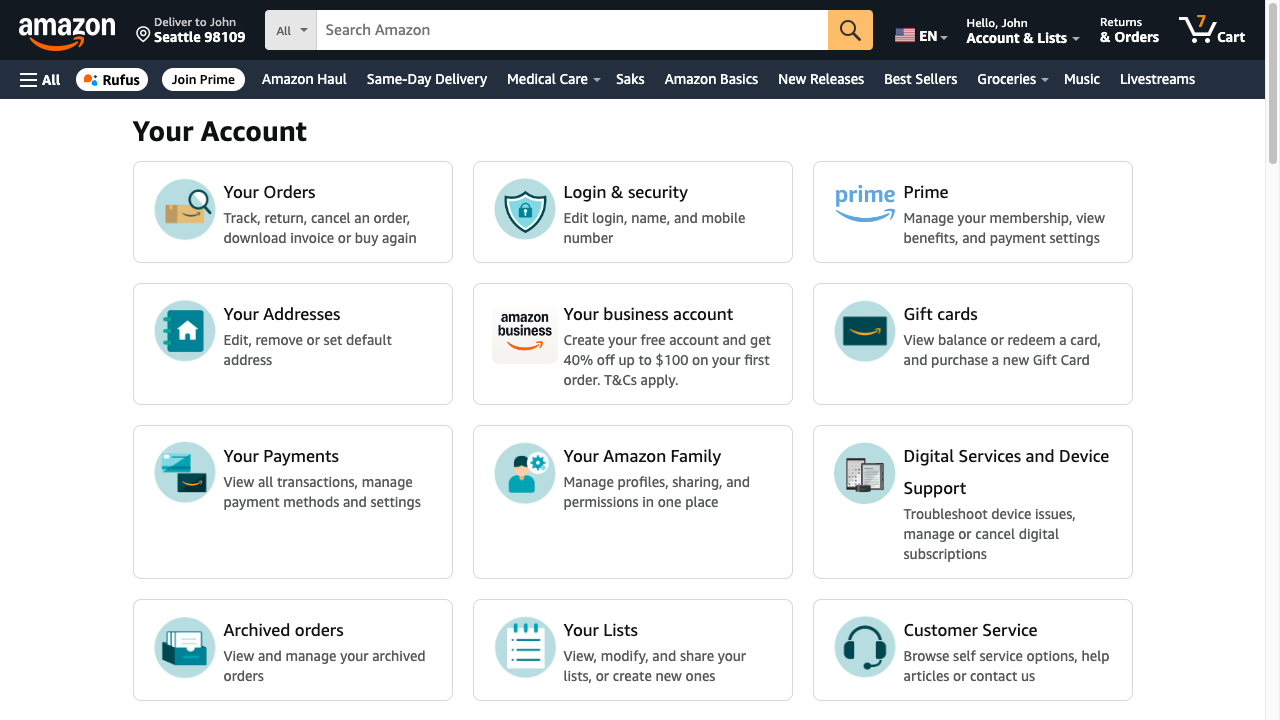 amazon
Deliver to John
Seattle 98109
All
Search Amazon
EN
Hello, John
Account & Lists
Returns
& Orders
7
Cart
All
Rufus
Join Prime
Amazon Haul
Same-Day Delivery
Medical Care
Saks
Amazon Basics
New Releases
Best Sellers
Groceries
Music
Livestreams
Your Account
Your Orders
Track, return, cancel an order,
download invoice or buy again
Login & security
Edit login, name, and mobile
number
prime
Prime
Manage your membership, view
benefits, and payment settings
Your Addresses
Edit, remove or set default
address
amazon
business
Your business account
Create your free account and get
40% off up to $100 on your first
order. T&Cs apply.
Gift cards
View balance or redeem a card,
and purchase a new Gift Card
Your Payments
View all transactions, manage
payment methods and settings
Your Amazon Family
Manage profiles, sharing, and
permissions in one place
Digital Services and Device
Support
Troubleshoot device issues,
manage or cancel digital
subscriptions
Archived orders
View and manage your archived
orders
Your Lists
View, modify, and share your
lists, or create new ones
Customer Service
Browse self service options, help
articles or contact us